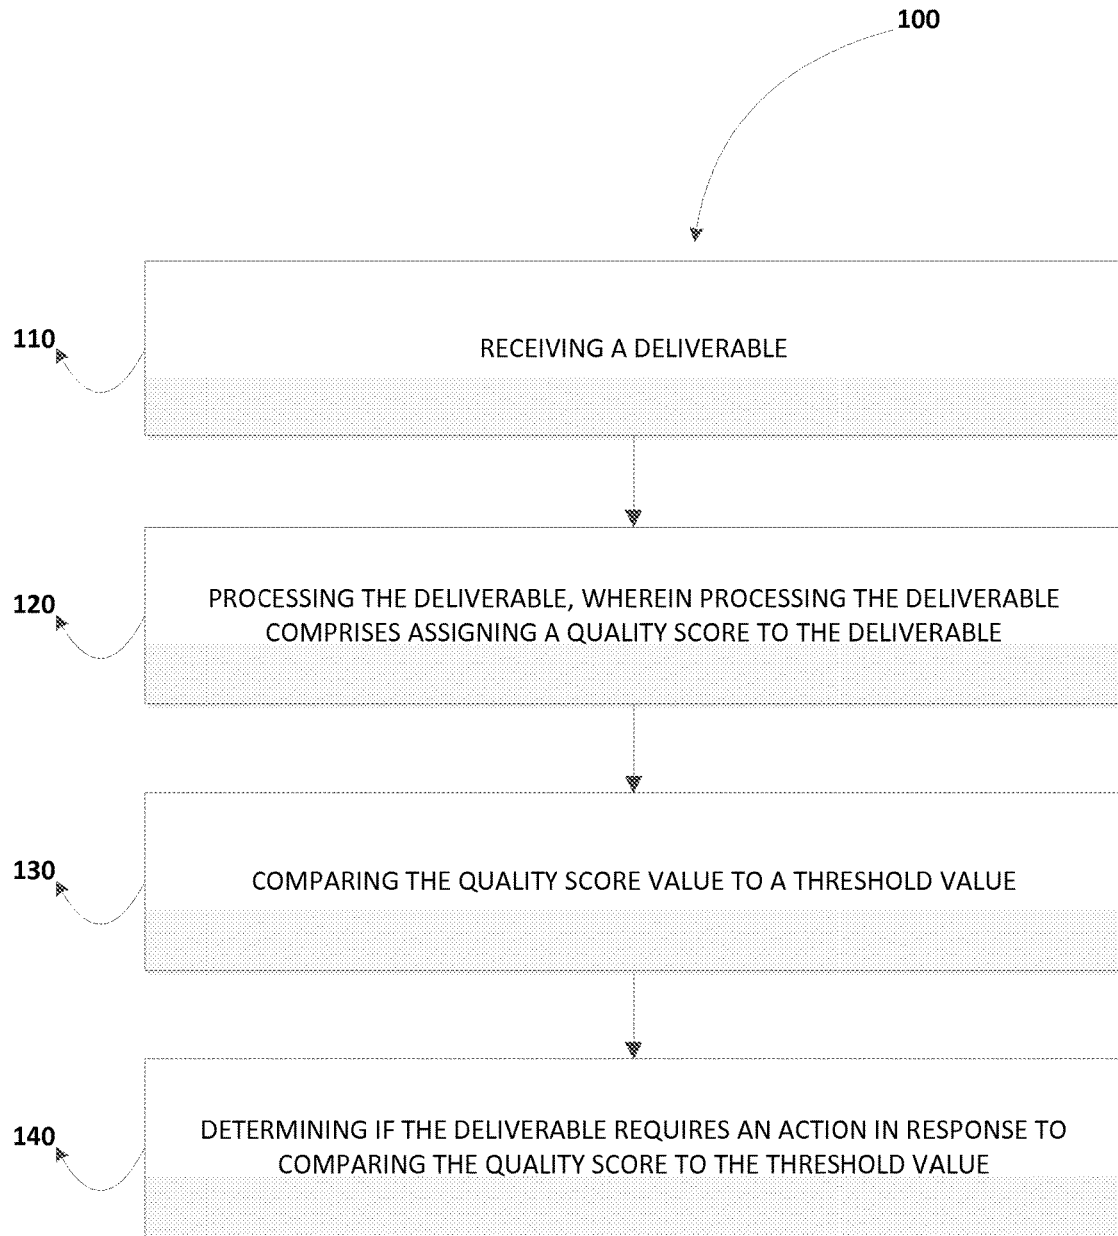 100
110
RECEIVING A DELIVERABLE
120
PROCESSING THE DELIVERABLE, WHEREIN PROCESSING THE DELIVERABLE
COMPRISES ASSIGNING A QUALITY SCORE TO THE DELIVERABLE
130
COMPARING THE QUALITY SCORE VALUE TO A THRESHOLD VALUE
140
DETERMINING IF THE DELIVERABLE REQUIRES AN ACTION IN RESPONSE TO
COMPARING THE QUALITY SCORE TO THE THRESHOLD VALUE